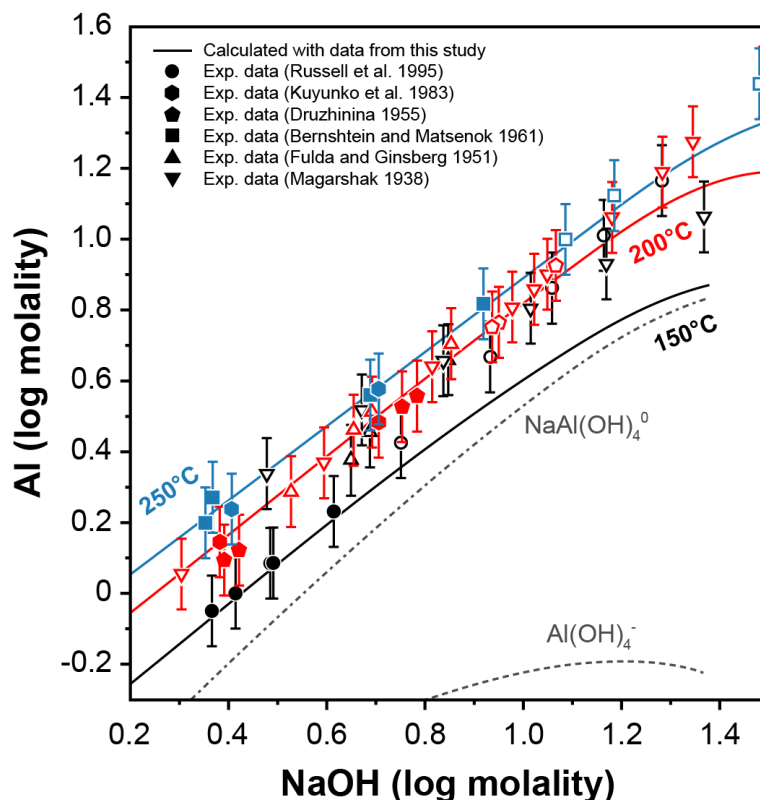 1.6
1.4
1.2
1.0
0.8
0.6
0.4
0.2
0
-0.2
Al (log molality)
Calculated with data from this study
Exp. data (Russell et al. 1995)
Exp. data (Kuyunko et al. 1983)
Exp. data (Druzhinina 1955)
Exp. data (Bernshtein and Matsenok 1961)
Exp. data (Fulda and Ginsberg 1951)
Exp. data (Magarshak 1938)
200°C
150°C
NaAl(OH)₄⁰
250°C
Al(OH)₄⁻
0.2 0.4 0.6 0.8 1.0 1.2 1.4
NaOH (log molality)